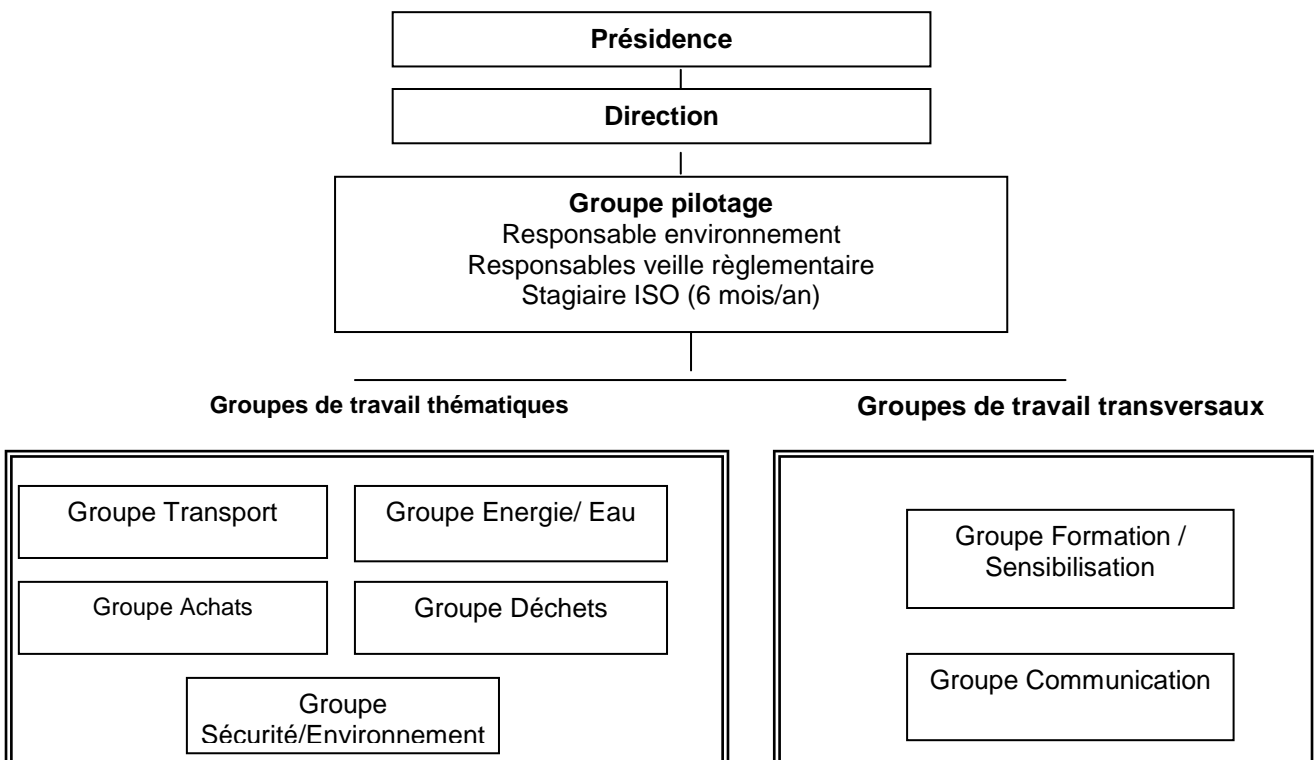 Présidence
Direction
Groupe pilotage
Responsable environnement
Responsables veille règlementaire
Stagiaire ISO (6 mois/an)
Groupes de travail thématiques
Groupes de travail transversaux
Groupe Transport
Groupe Energie/ Eau
Groupe Achats
Groupe Déchets
Groupe
Sécurité/Environnement
Groupe Formation /
Sensibilisation
Groupe Communication